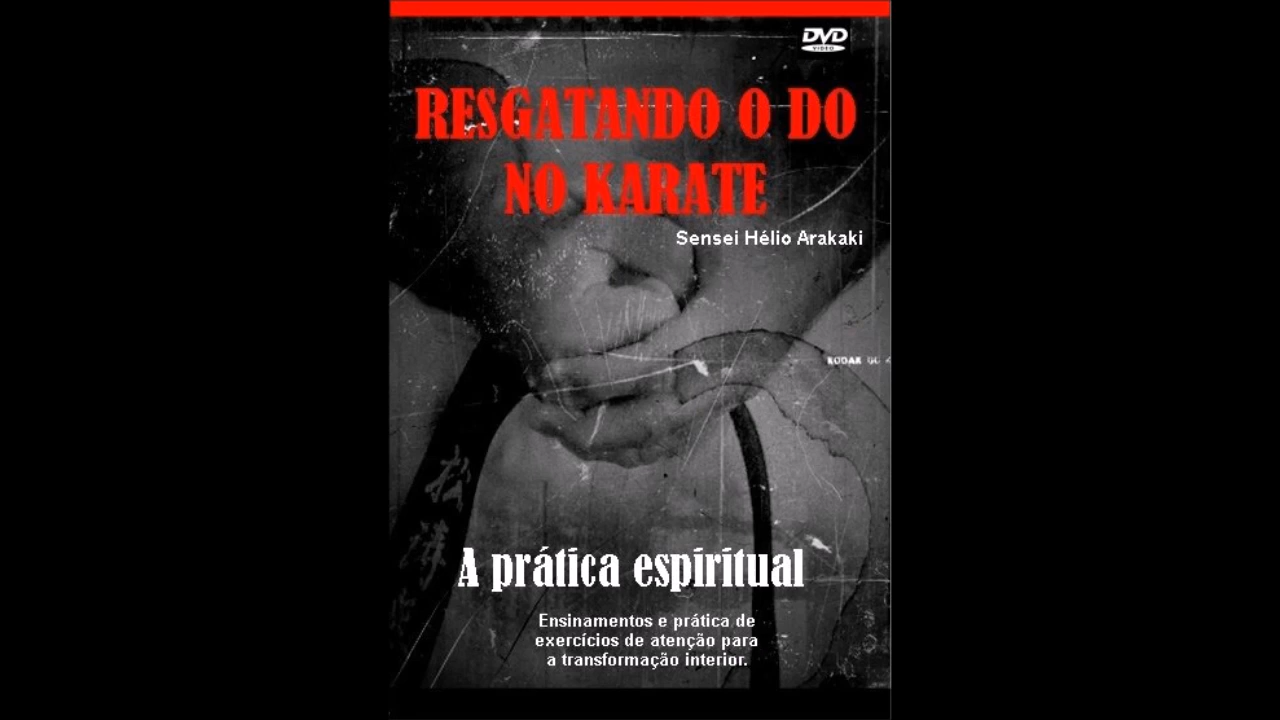 DVD
VIDEO
RESGATANDO O DO
NO KARATE
Sensei Hélio Arakaki
KODAK
A prática espiritual
Ensinamentos e prática de
exercícios de atenção para
a transformação interior.